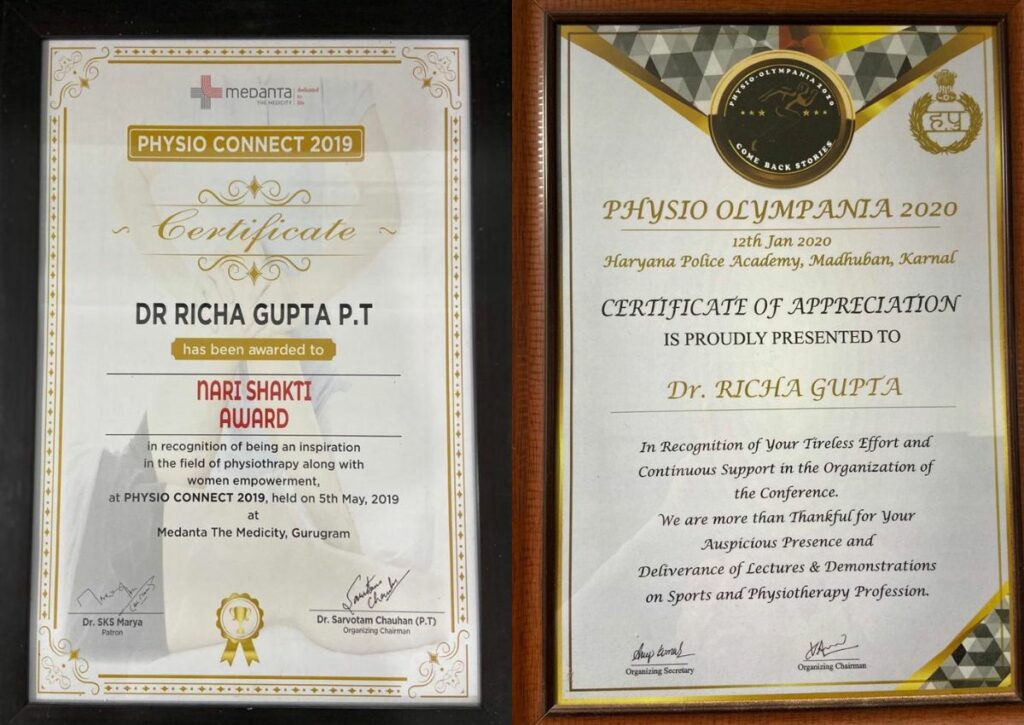 medanta dedicated to life
THE MEDICITY
PHYSIO CONNECT 2019
Certificate
DR RICHA GUPTA P.T
has been awarded to
NARI SHAKTI
AWARD
in recognition of being an inspiration
in the field of physiothrapy along with
women empowerment,
at PHYSIO CONNECT 2019, held on 5th May, 2019
at
Medanta The Medicity, Gurugram
Dr. SKS Marya
Patron
Dr. Sarvotam Chauhan (P.T)
Organizing Chairman
PHYSIO-OLYMPANIA 2020
COME BACK STORIES
ह.पु
PHYSIO OLYMPANIA 2020
12th Jan 2020
Haryana Police Academy, Madhuban, Karnal
CERTIFICATE OF APPRECIATION
IS PROUDLY PRESENTED TO
Dr. RICHA GUPTA
In Recognition of Your Tireless Effort and
Continuous Support in the Organization of
the Conference.
We are more than Thankful for Your
Auspicious Presence and
Deliverance of Lectures & Demonstrations
on Sports and Physiotherapy Profession.
Organizing Secretary
Organizing Chairman